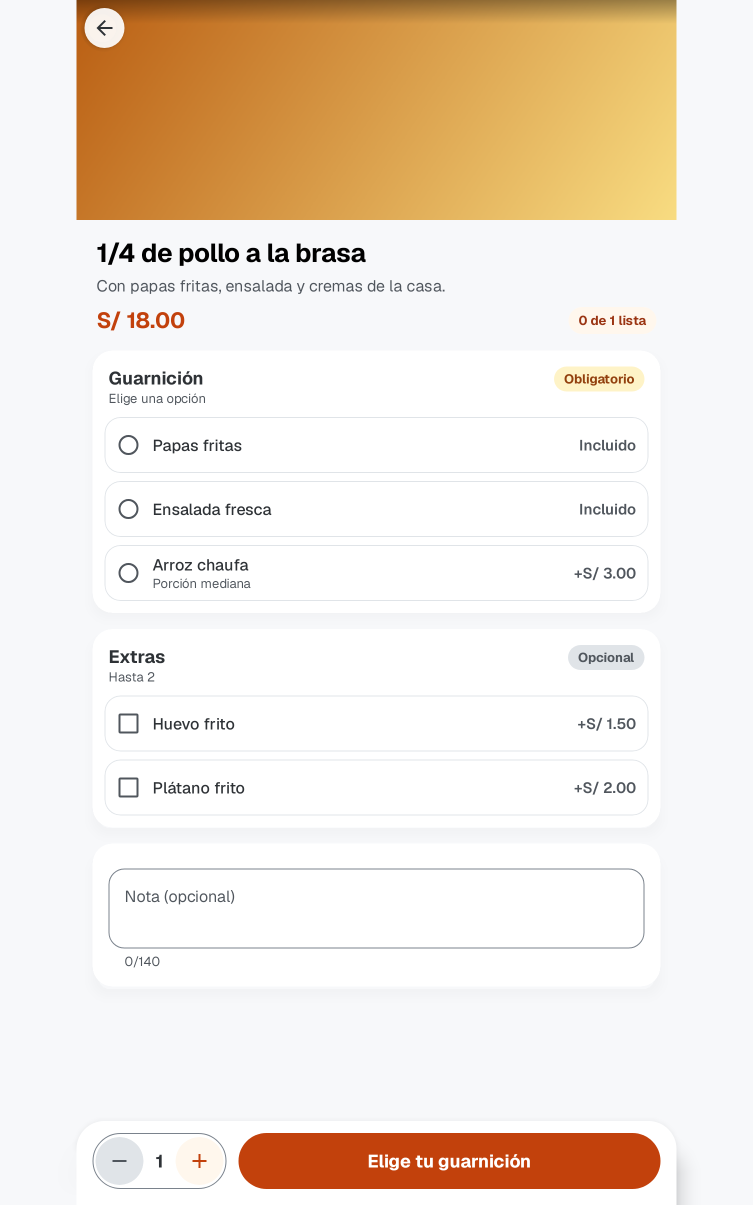 1/4 de pollo a la brasa
Con papas fritas, ensalada y cremas de la casa.
S/ 18.00
0 de 1 lista
Guarnición
Obligatorio
Elige una opción
Papas fritas
Incluido
Ensalada fresca
Incluido
Arroz chaufa
Porción mediana
+S/ 3.00
Extras
Opcional
Hasta 2
Huevo frito
+S/ 1.50
Plátano frito
+S/ 2.00
Nota (opcional)
0/140
1
Elige tu guarnición